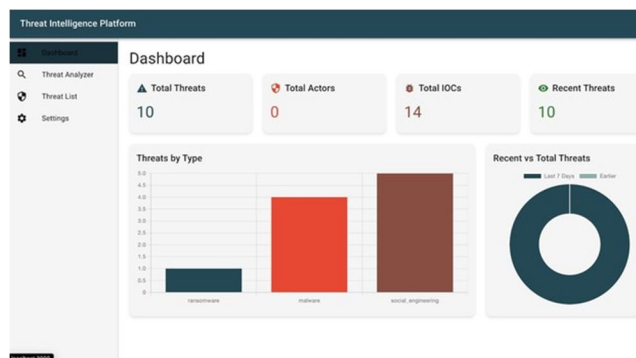 Threat Intelligence Platform
Dashboard
Threat Analyzer
Threat List
Settings
Dashboard
Total Threats
10
Total Actors
0
Total IOCs
14
Recent Threats
10
Threats by Type
5.0
4.5
4.0
3.5
3.0
2.5
2.0
1.5
1.0
0.5
0
ransomware
malware
social_engineering
Recent vs Total Threats
Last 7 Days
Earlier